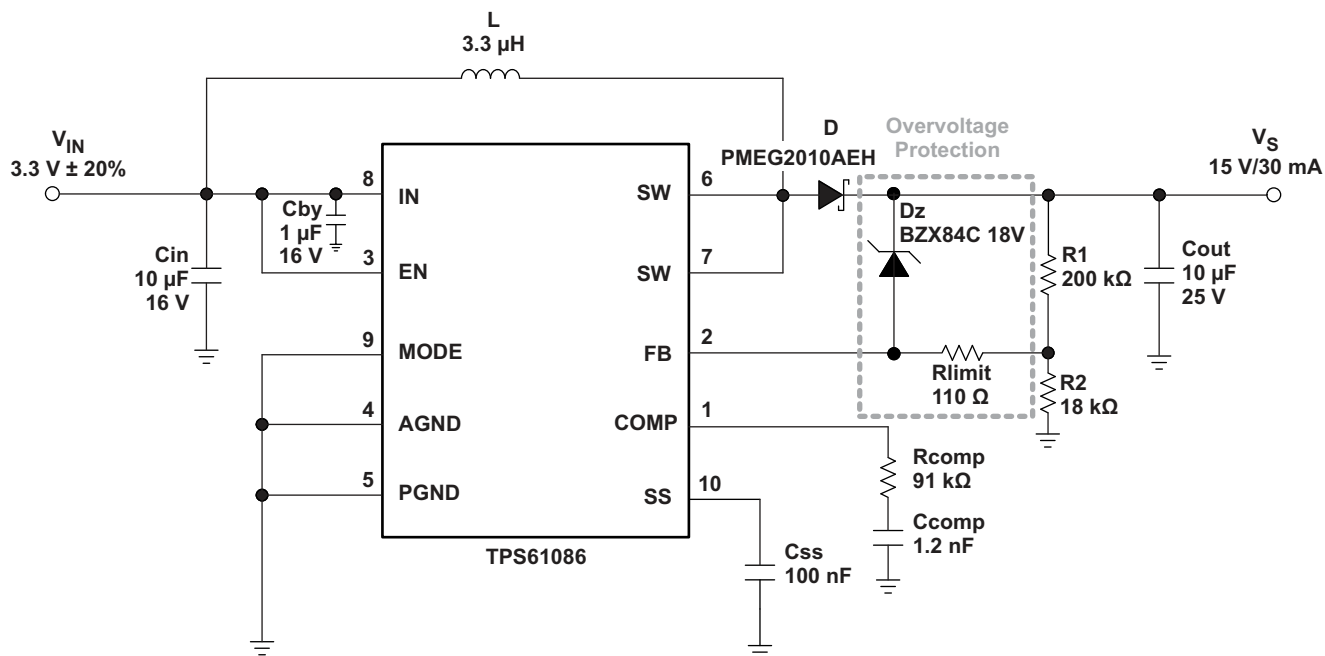 L
3.3 µH
VIN
3.3 V ± 20%
D
PMEG2010AEH
Overvoltage
Protection
VS
15 V/30 mA
8
IN
SW
6
Cby
1 µF
16 V
Dz
BZX84C 18V
Cin
10 µF
16 V
3
EN
SW
7
R1
200 kΩ
Cout
10 µF
25 V
9
MODE
FB
2
Rlimit
110 Ω
R2
18 kΩ
4
AGND
COMP
1
Rcomp
91 kΩ
5
PGND
SS
10
Ccomp
1.2 nF
TPS61086
Css
100 nF